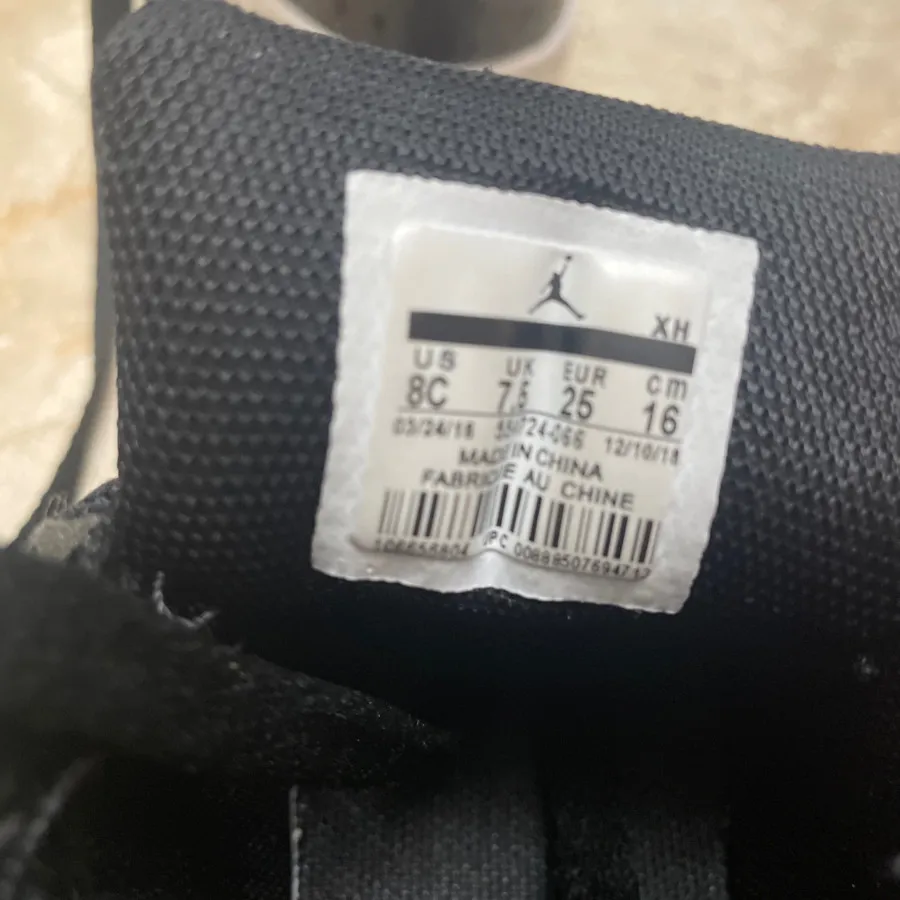 XH
US UK EUR cm
8C 7.5 25 16
03/24/18 12/10/18
MADE IN CHINA
FABRIQUE AU CHINE
UPC 00888507694712